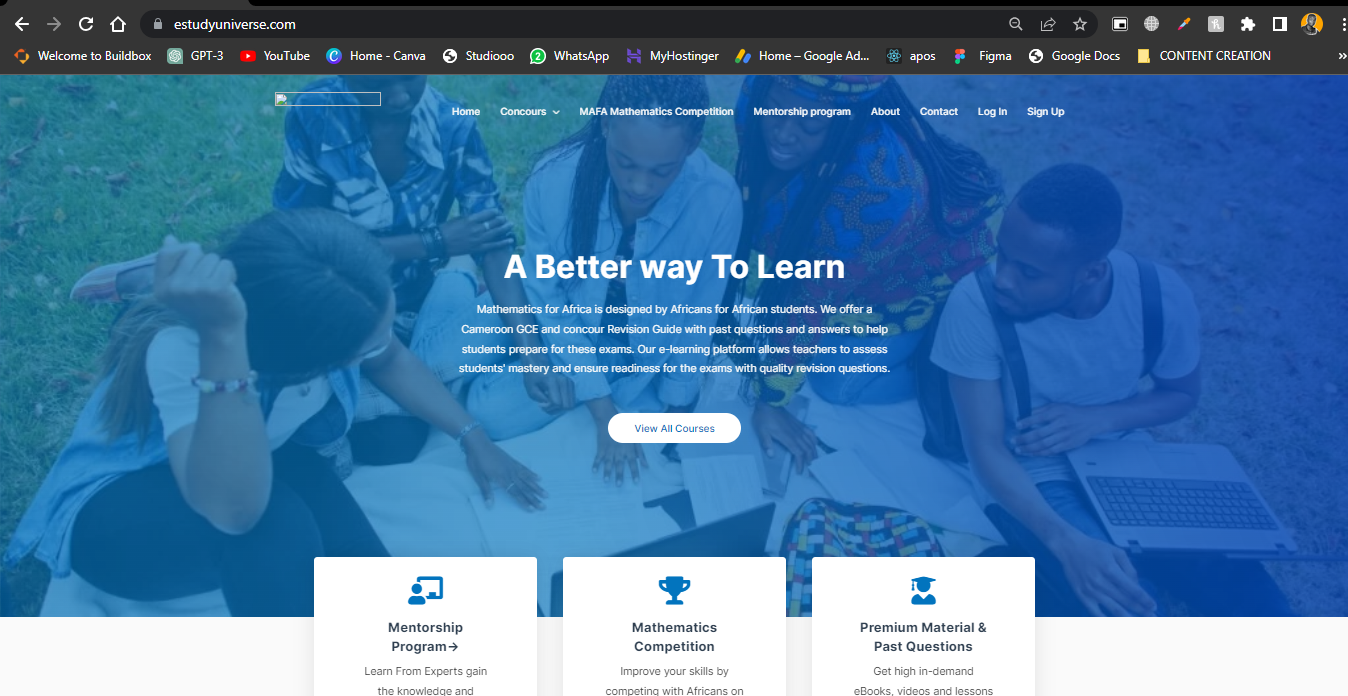 estudyuniverse.com
Welcome to Buildbox GPT-3 YouTube Home - Canva Studiooo 2 WhatsApp MyHostinger Home – Google Ad... apos Figma Google Docs CONTENT CREATION »
Home Concours MAFA Mathematics Competition Mentorship program About Contact Log In Sign Up
A Better way To Learn
Mathematics for Africa is designed by Africans for African students. We offer a
Cameroon GCE and concour Revision Guide with past questions and answers to help
students prepare for these exams. Our e-learning platform allows teachers to assess
students' mastery and ensure readiness for the exams with quality revision questions.
View All Courses
Mentorship
Program→
Learn From Experts gain
the knowledge and
Mathematics
Competition
Improve your skills by
competing with Africans on
Premium Material &
Past Questions
Get high in-demand
eBooks, videos and lessons